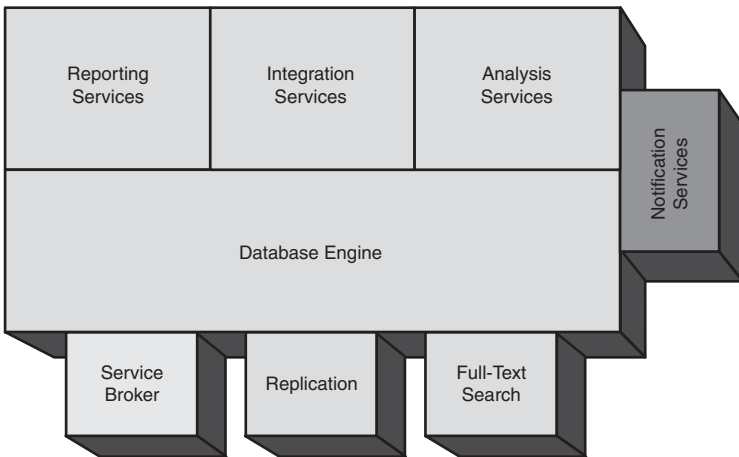 Reporting
Services
Integration
Services
Analysis
Services
Notification
Services
Database Engine
Service
Broker
Replication
Full-Text
Search